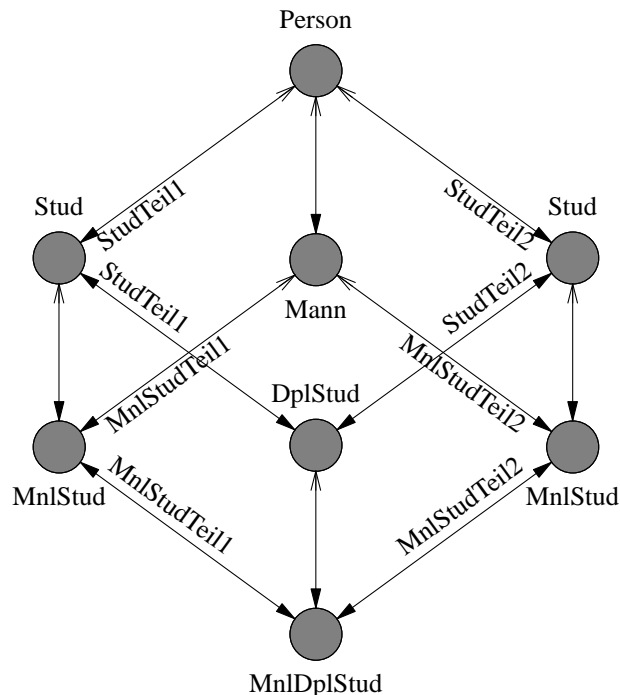 Person
StudTeil1
StudTeil2
Stud
Stud
StudTeil1
StudTeil2
Mann
MnlStudTeil1
MnlStudTeil2
DplStud
MnlStud
MnlStud
MnlStudTeil1
MnlStudTeil2
MnlDplStud